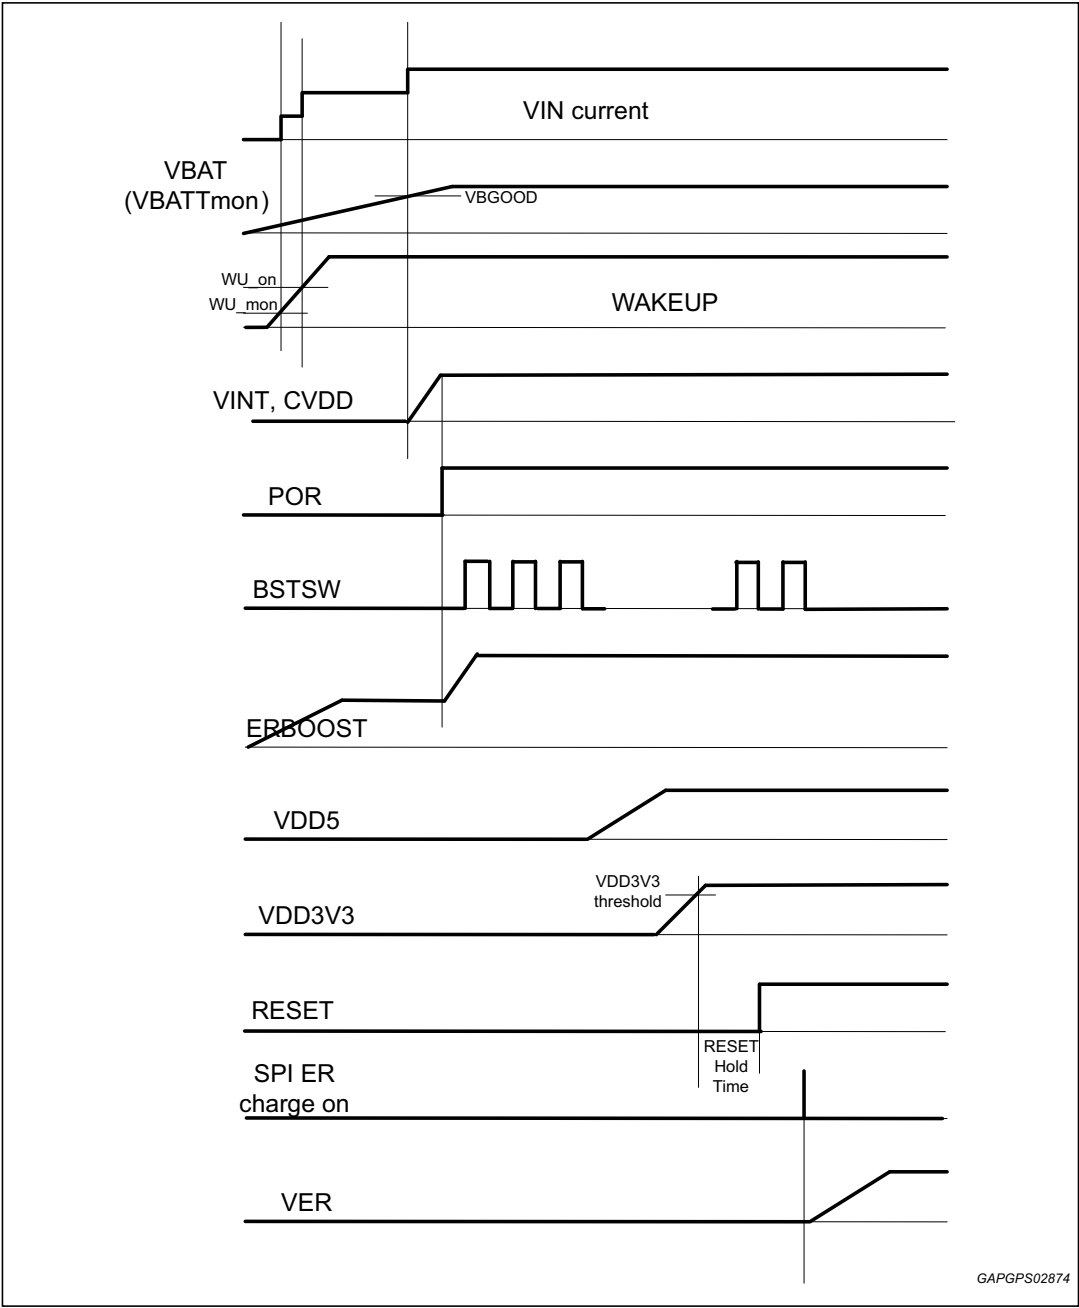 VIN current
VBAT
(VBATTmon)
VBGOOD
WU_on
WU_mon
WAKEUP
VINT, CVDD
POR
BSTSW
ERBOOST
VDD5
VDD3V3
threshold
VDD3V3
RESET
RESET
Hold
Time
SPI ER
charge on
VER
GAPGPS02874